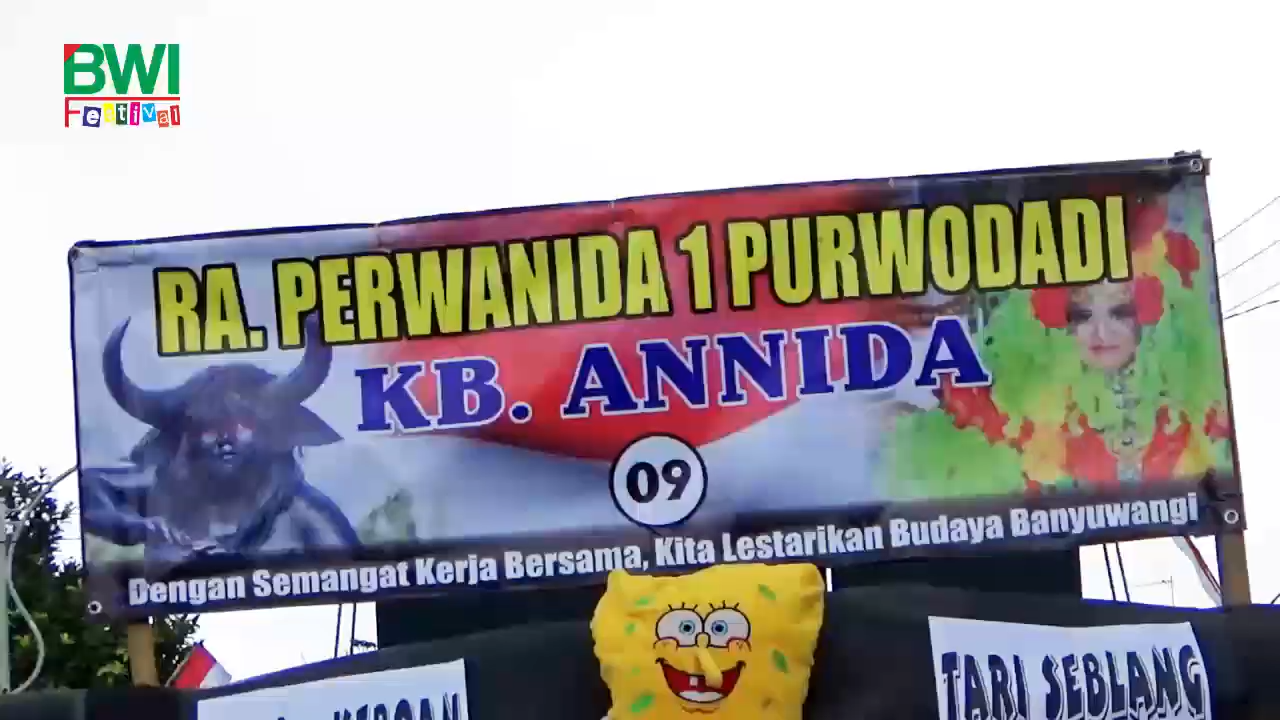 BWI
Festival
RA. PERWANIDA 1 PURWODADI
KB. ANNIDA
09
Dengan Semangat Kerja Bersama, Kita Lestarikan Budaya Banyuwangi
TARI SEBLANG